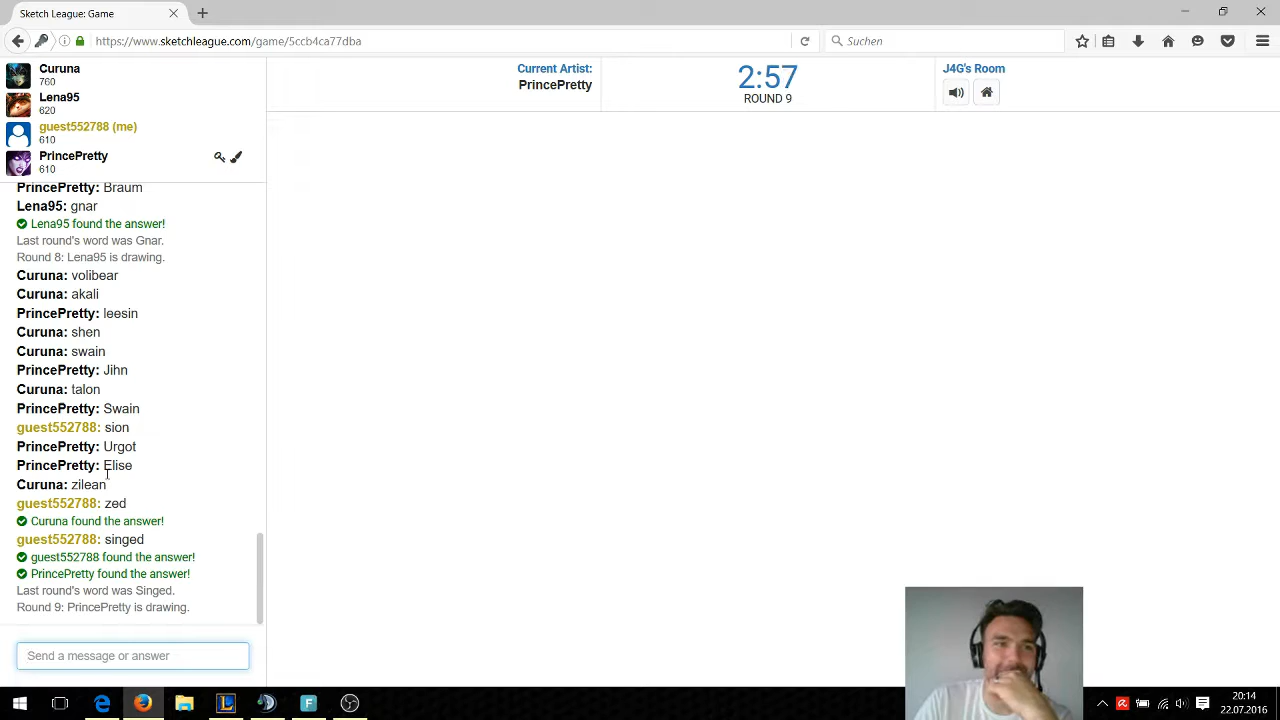 Sketch League: Game
https://www.sketchleague.com/game/5ccb4ca77dba
Suchen
Curuna
760
Lena95
620
guest552788 (me)
610
PrincePretty
610
Current Artist:
PrincePretty
2:57
ROUND 9
J4G's Room
PrincePretty: Braum
Lena95: gnar
Lena95 found the answer!
Last round's word was Gnar.
Round 8: Lena95 is drawing.
Curuna: volibear
Curuna: akali
PrincePretty: leesin
Curuna: shen
Curuna: swain
PrincePretty: Jihn
Curuna: talon
PrincePretty: Swain
guest552788: sion
PrincePretty: Urgot
PrincePretty: Elise
Curuna: zilean
guest552788: zed
Curuna found the answer!
guest552788: singed
guest552788 found the answer!
PrincePretty found the answer!
Last round's word was Singed.
Round 9: PrincePretty is drawing.
Send a message or answer
20:14
22.07.2016